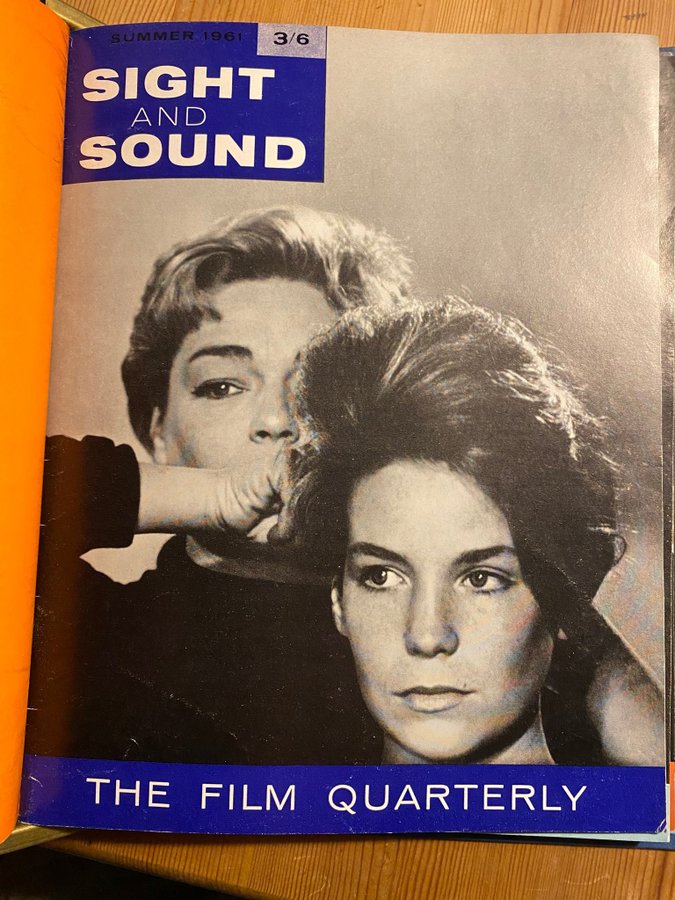 SUMMER 1961 3/6
SIGHT
AND
SOUND
THE FILM QUARTERLY